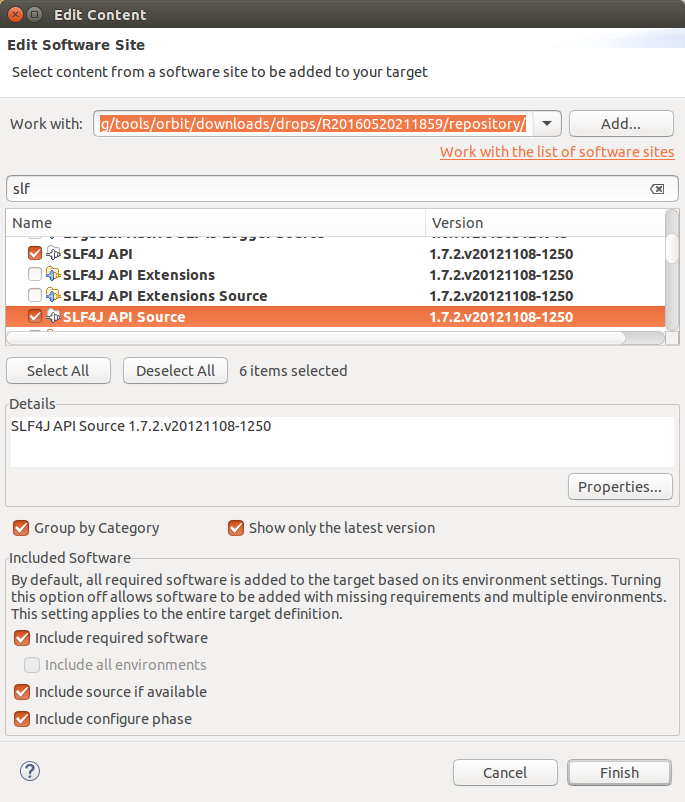 Edit Content
Edit Software Site
Select content from a software site to be added to your target
Work with: g/tools/orbit/downloads/drops/R20160520211859/repository/ Add...
Work with the list of software sites
slf
Name Version
SLF4J API 1.7.2.v20121108-1250
SLF4J API Extensions 1.7.2.v20121108-1250
SLF4J API Extensions Source 1.7.2.v20121108-1250
SLF4J API Source 1.7.2.v20121108-1250
Select All Deselect All 6 items selected
Details
SLF4J API Source 1.7.2.v20121108-1250
Properties...
Group by Category Show only the latest version
Included Software
By default, all required software is added to the target based on its environment settings. Turning
this option off allows software to be added with missing requirements and multiple environments.
This setting applies to the entire target definition.
Include required software
Include all environments
Include source if available
Include configure phase
? Cancel Finish